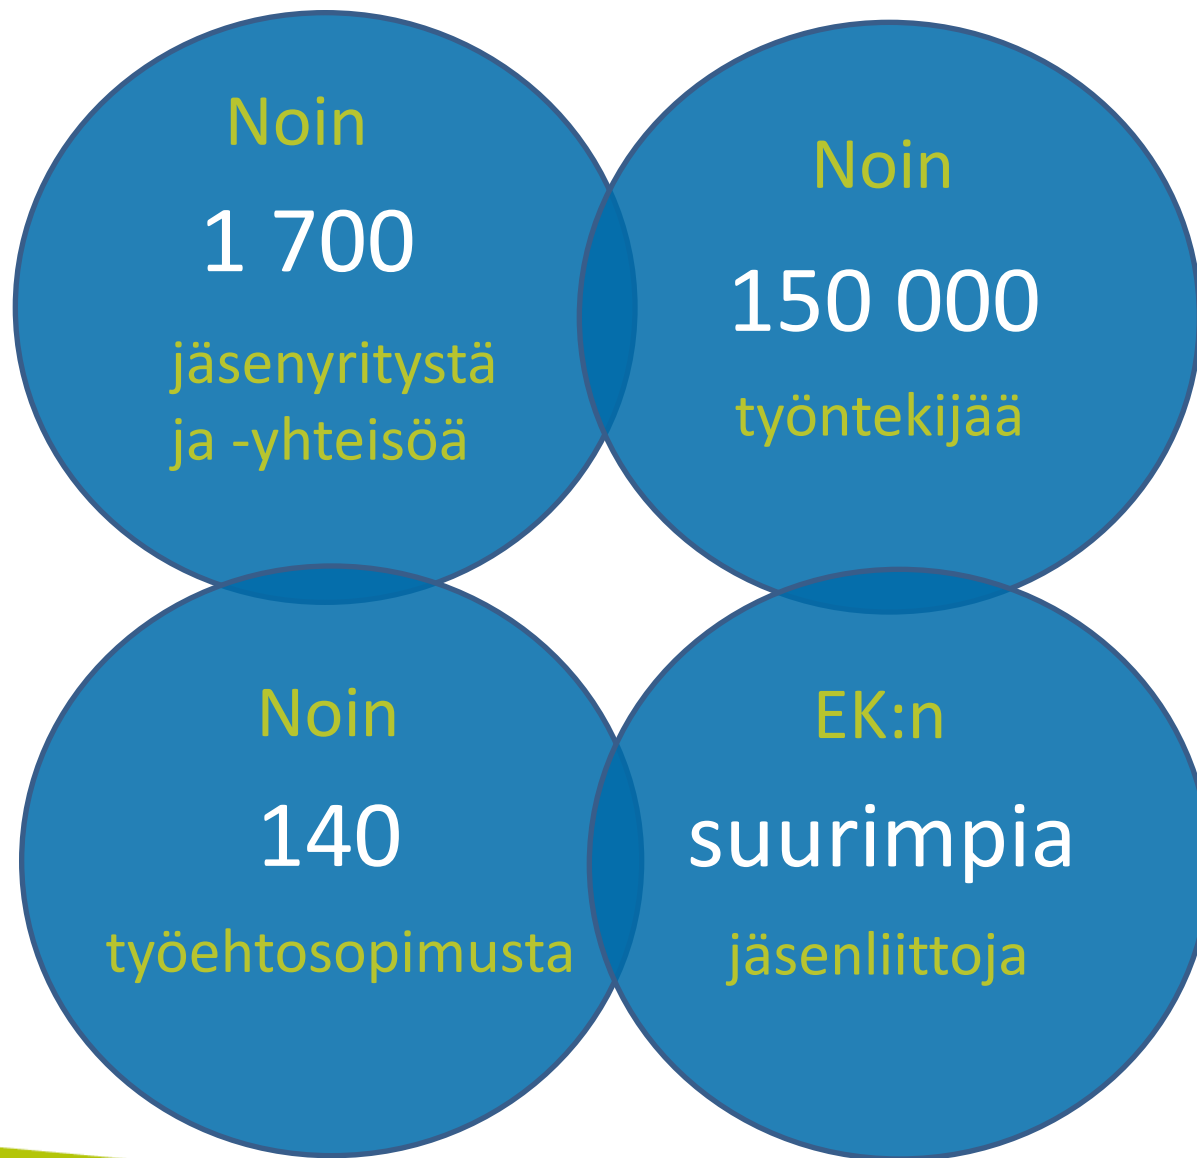 Noin
1 700
jäsenyritystä
ja -yhteisöä
Noin
150 000
työntekijää
Noin
140
työehtosopimusta
EK:n
suurimpia
jäsenliittoja